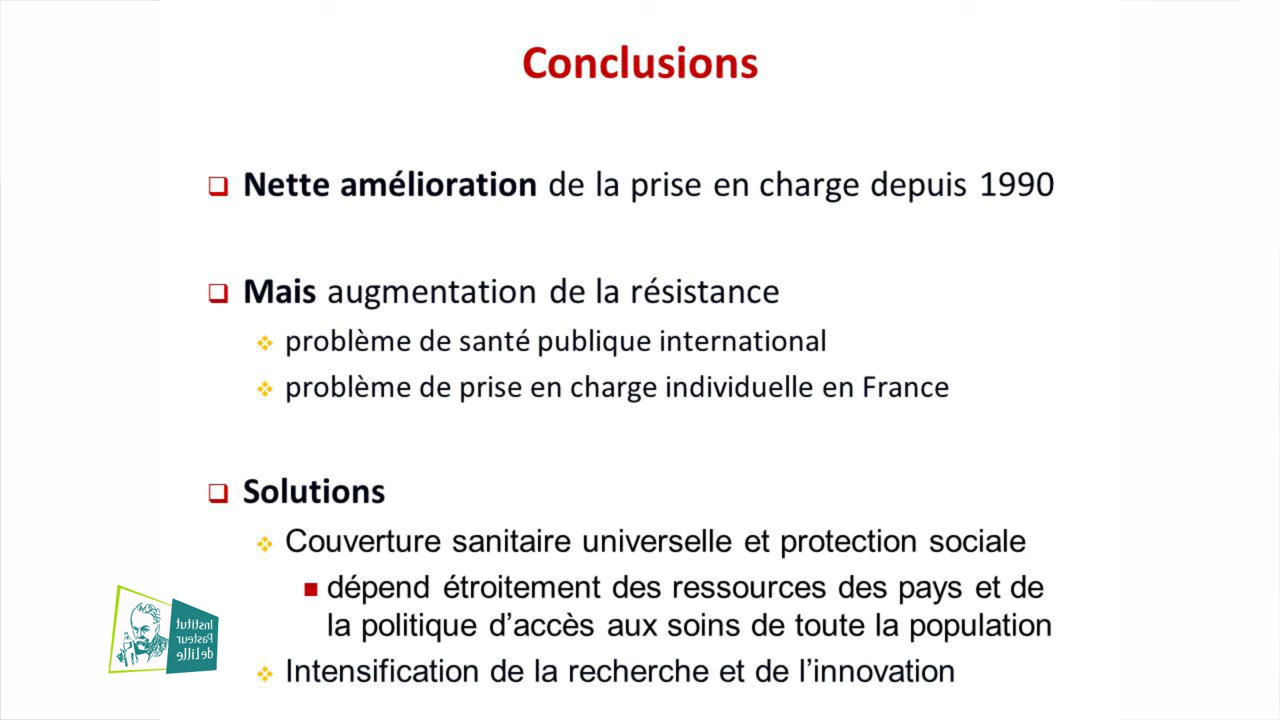 Conclusions
Nette amélioration de la prise en charge depuis 1990
Mais augmentation de la résistance
problème de santé publique international
problème de prise en charge individuelle en France
Solutions
Couverture sanitaire universelle et protection sociale
dépend étroitement des ressources des pays et de
la politique d’accès aux soins de toute la population
Intensification de la recherche et de l’innovation
Institut
Pasteur
de Lille